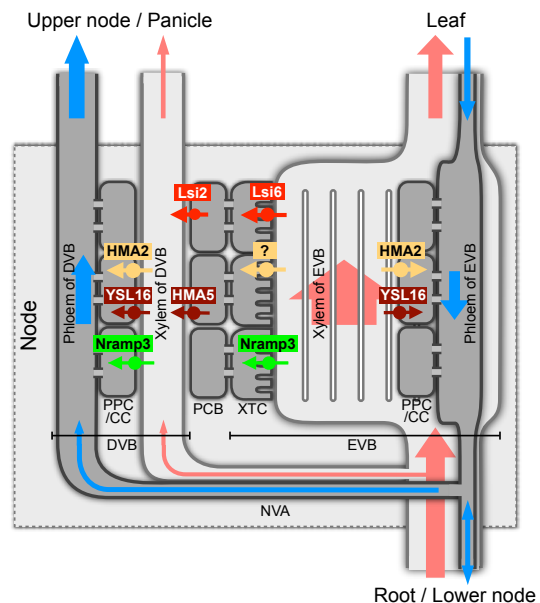 Upper node / Panicle
Leaf
Lsi2
Lsi6
HMA2
?
HMA2
YSL16
HMA5
YSL16
Nramp3
Nramp3
Node
Phloem of DVB
Xylem of DVB
Xylem of EVB
Phloem of EVB
PPC
/CC
PCB
XTC
PPC
/CC
DVB
EVB
NVA
Root / Lower node